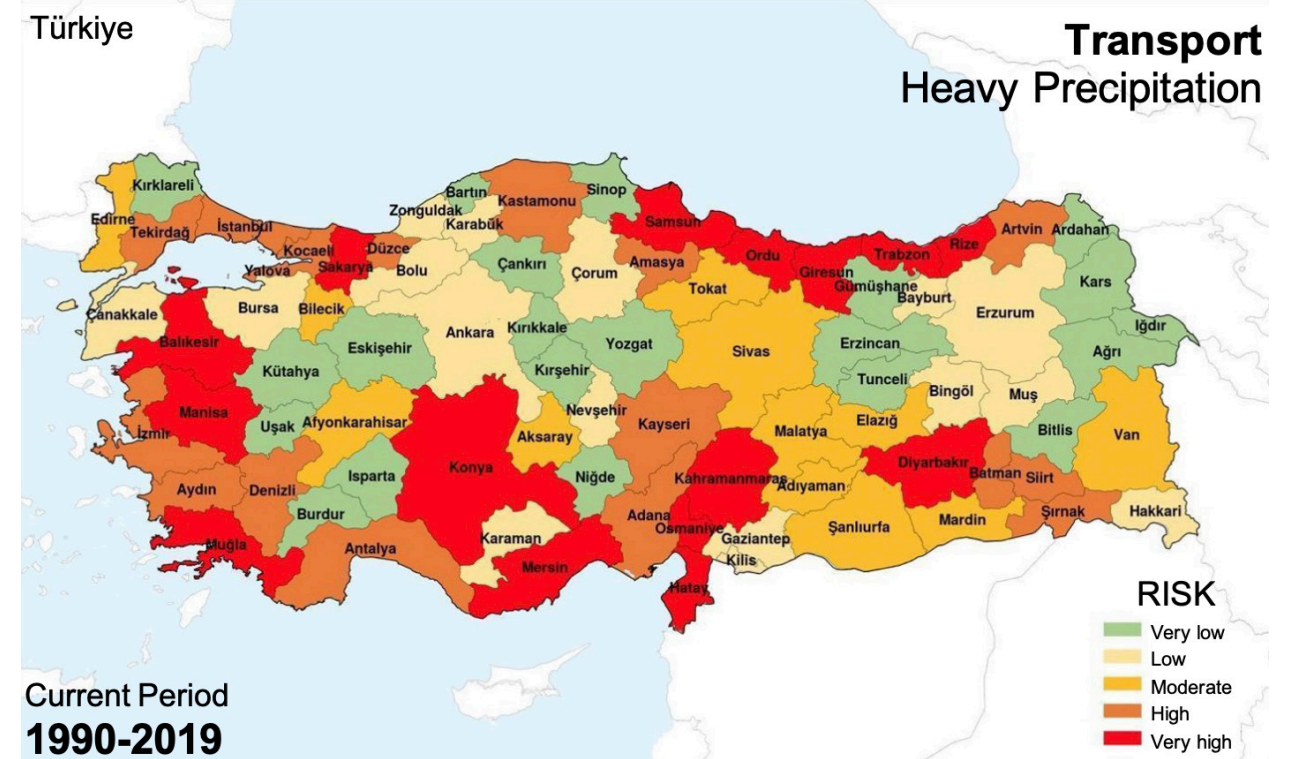 Türkiye
Transport
Heavy Precipitation
Kırklareli
Edirne
Tekirdağ
İstanbul
Kocaeli
Yalova
Sakarya
Düzce
Bolu
Zonguldak
Bartın
Karabük
Kastamonu
Sinop
Samsun
Çankırı
Çorum
Amasya
Tokat
Ordu
Giresun
Trabzon
Rize
Artvin
Ardahan
Gümüşhane
Bayburt
Kars
Erzurum
Iğdır
Ağrı
Çanakkale
Bursa
Bilecik
Balıkesir
Kütahya
Eskişehir
Ankara
Kırıkkale
Kırşehir
Yozgat
Sivas
Erzincan
Tunceli
Bingöl
Muş
Bitlis
Van
Manisa
Uşak
Afyonkarahisar
İzmir
Konya
Aksaray
Nevşehir
Kayseri
Malatya
Elazığ
Diyarbakır
Batman
Siirt
Şırnak
Hakkari
Aydın
Denizli
Isparta
Burdur
Niğde
Adana
Kahramanmaraş
Adıyaman
Osmaniye
Gaziantep
Kilis
Şanlıurfa
Mardin
Muğla
Antalya
Karaman
Mersin
Hatay
RISK
Very low
Low
Moderate
High
Very high
Current Period
1990-2019